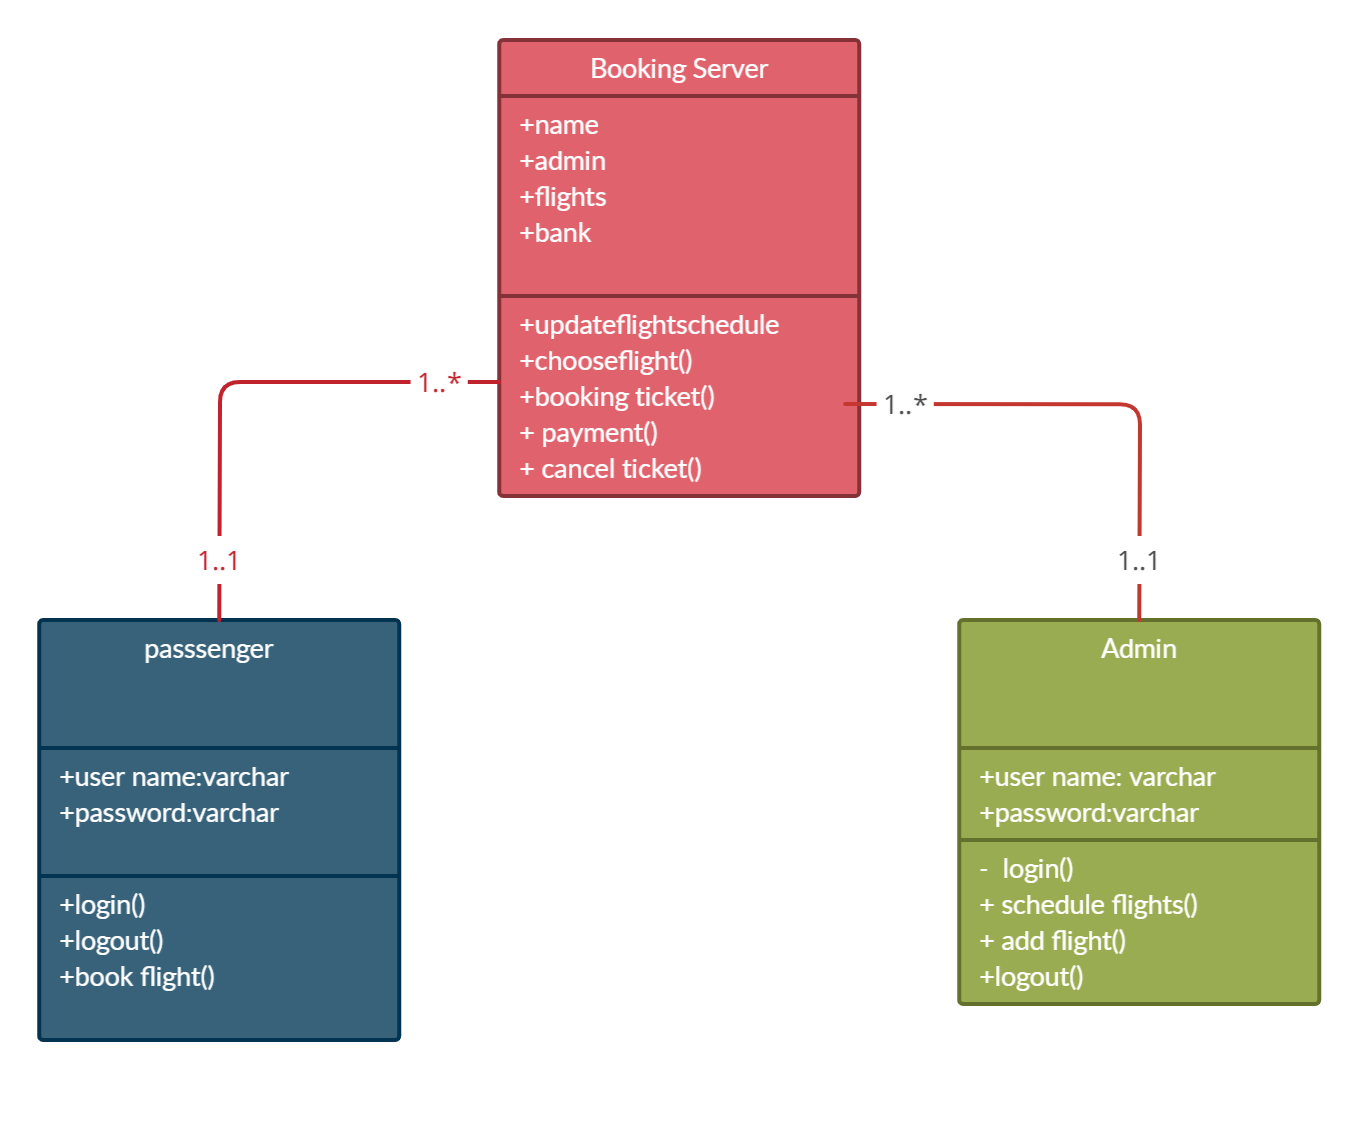 Booking Server
+name
+admin
+flights
+bank
+updateflightschedule
+chooseflight()
+booking ticket()
+ payment()
+ cancel ticket()
1..*
1..*
1..1
1..1
passsenger
+user name:varchar
+password:varchar
+login()
+logout()
+book flight()
Admin
+user name: varchar
+password:varchar
-  login()
+ schedule flights()
+ add flight()
+logout()